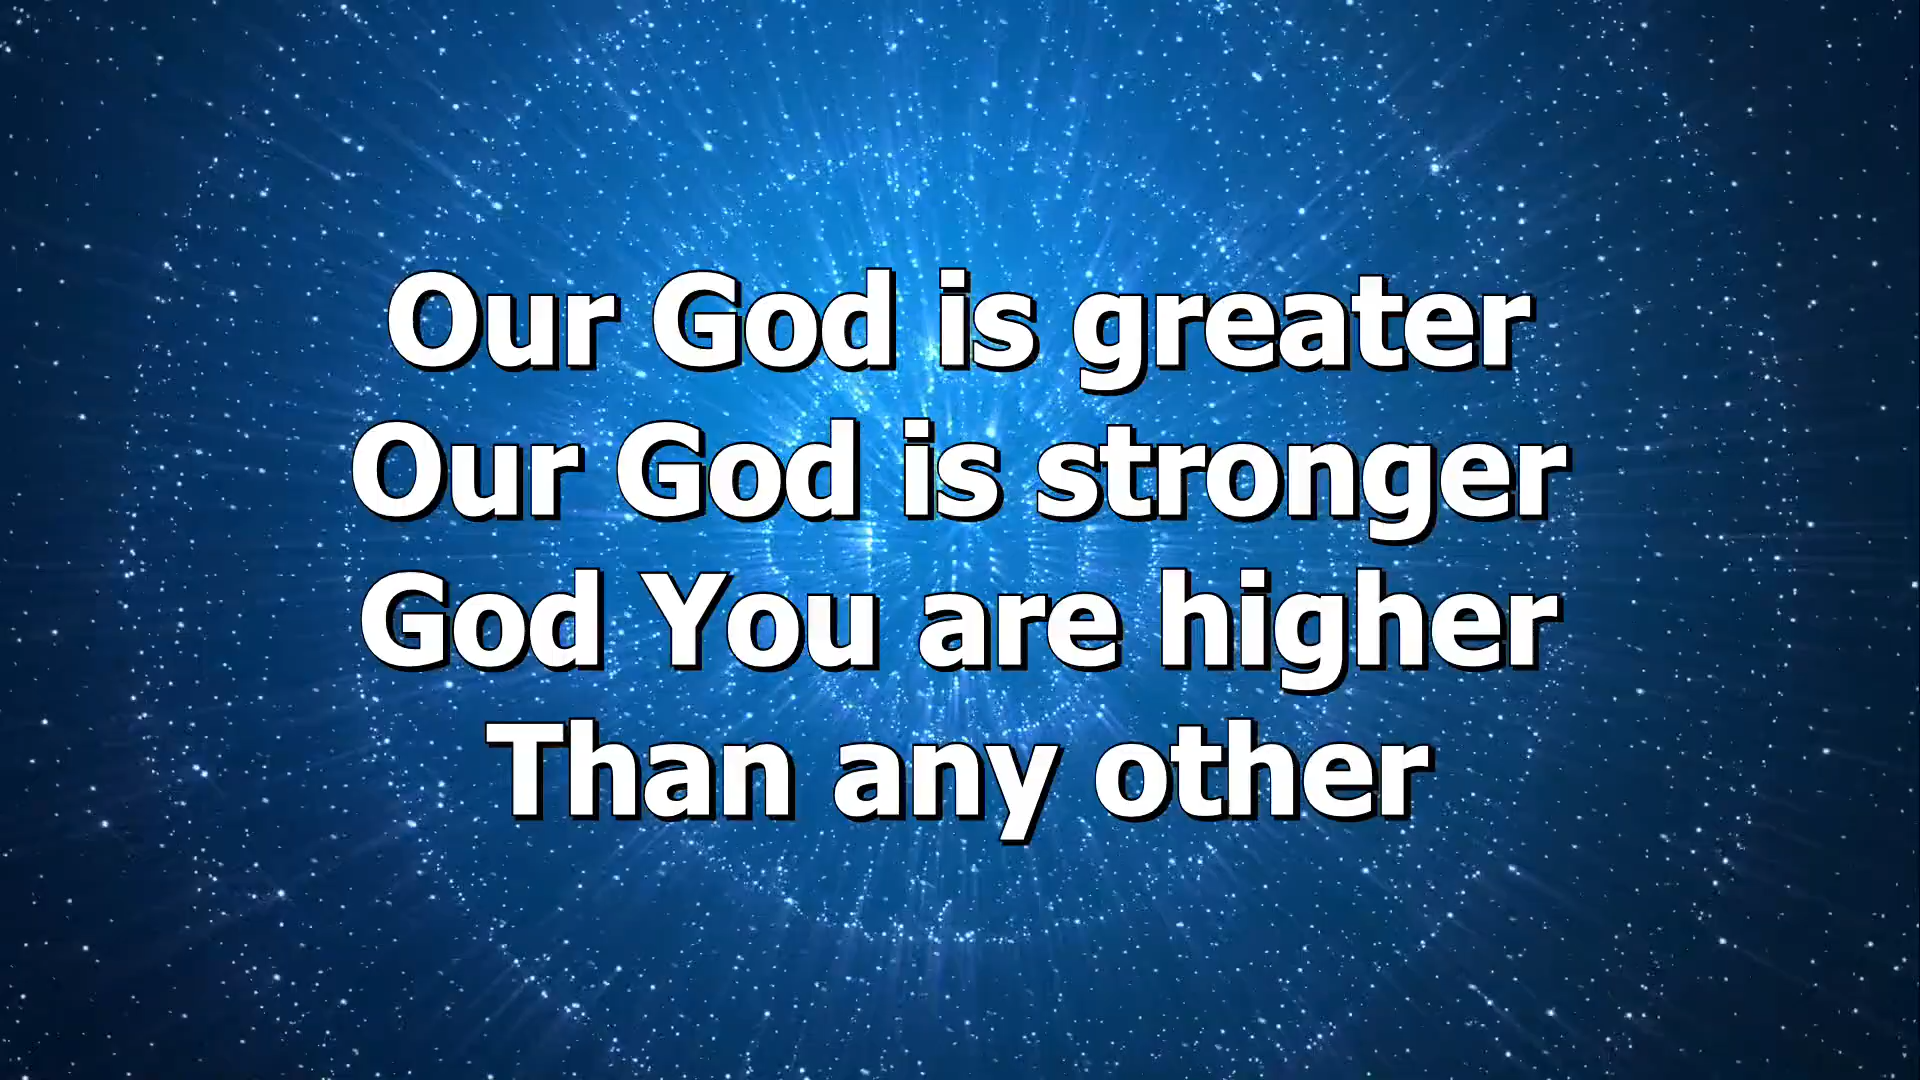 Our God is greater
Our God is stronger
God You are higher
Than any other